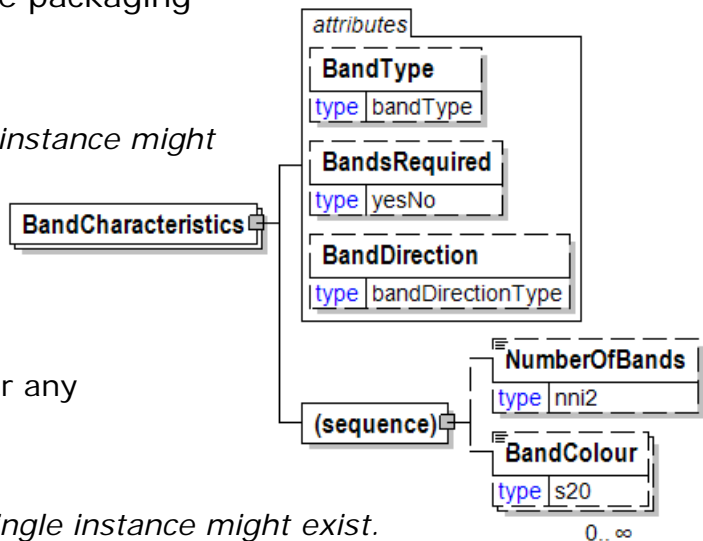 e packaging
attributes
BandType
type bandType
instance might
BandsRequired
type yesNo
BandCharacteristics
BandDirection
type bandDirectionType
NumberOfBands
type nni2
r any
(sequence)
BandColour
type s20
ngle instance might exist.
0..∞